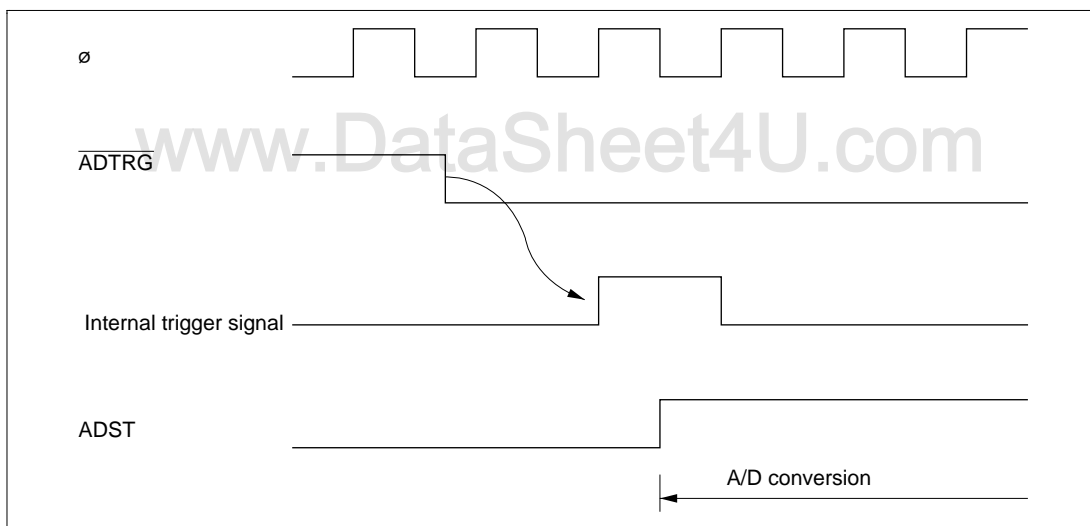 ø
www.DataSheet4U.com
ADTRG
Internal trigger signal
ADST
A/D conversion